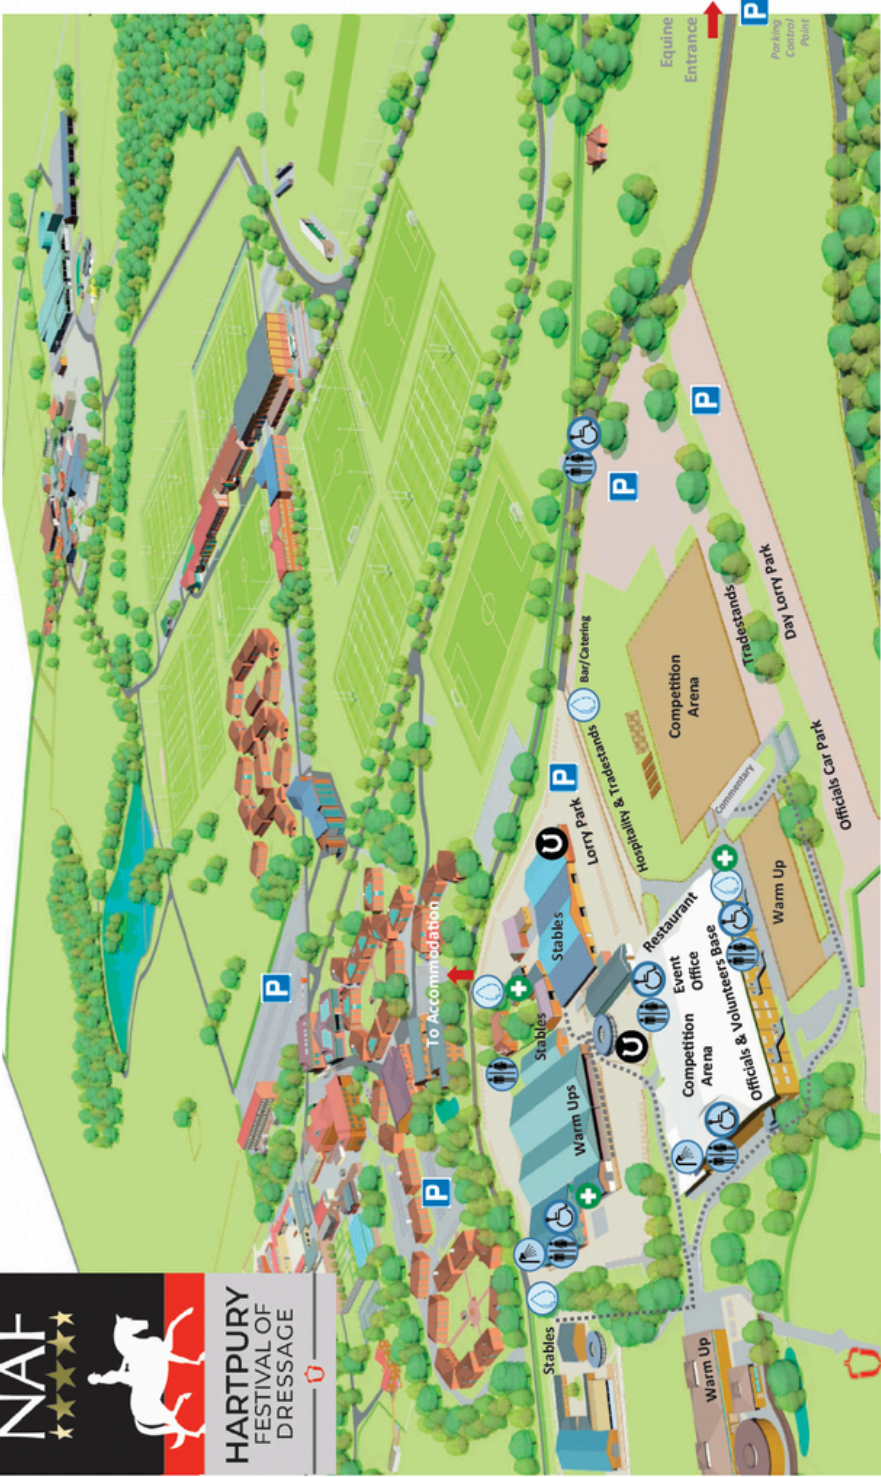 NAF
HARTPURY
FESTIVAL OF
DRESSAGE
P
P
To Accommodation
Stables
Warm Ups
Stables
Stables
P
Lorry Park
Bar/Catering
Hospitality & Tradestands
P
P
Equine
Entrance
P
Parking
Control
Point
Restaurant
Event
Office
Competition
Arena
Officials & Volunteers Base
Competition
Arena
Commentary
Tradestands
Day Lorry Park
Officials Car Park
Warm Up
Warm Up